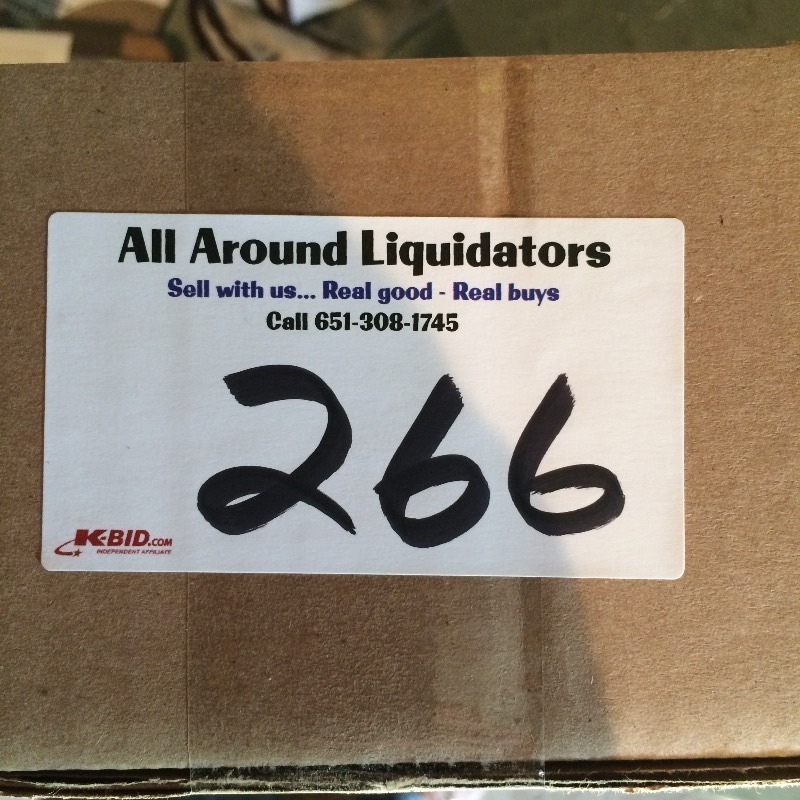 All Around Liquidators
Sell with us... Real good - Real buys
Call 651-308-1745
266
K-BID.COM
INDEPENDENT AFFILIATE